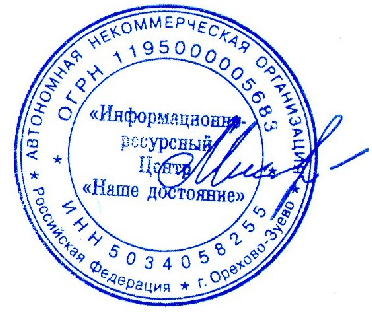 * АВТОНОМНАЯ НЕКОММЕРЧЕСКАЯ ОРГАНИЗАЦИЯ *
Российская Федерация * г. Орехово-Зуево
* ОГРН 1195000005683
* ИНН 5034058255
«Информационно-
ресурсный
Центр
«Наше достояние»